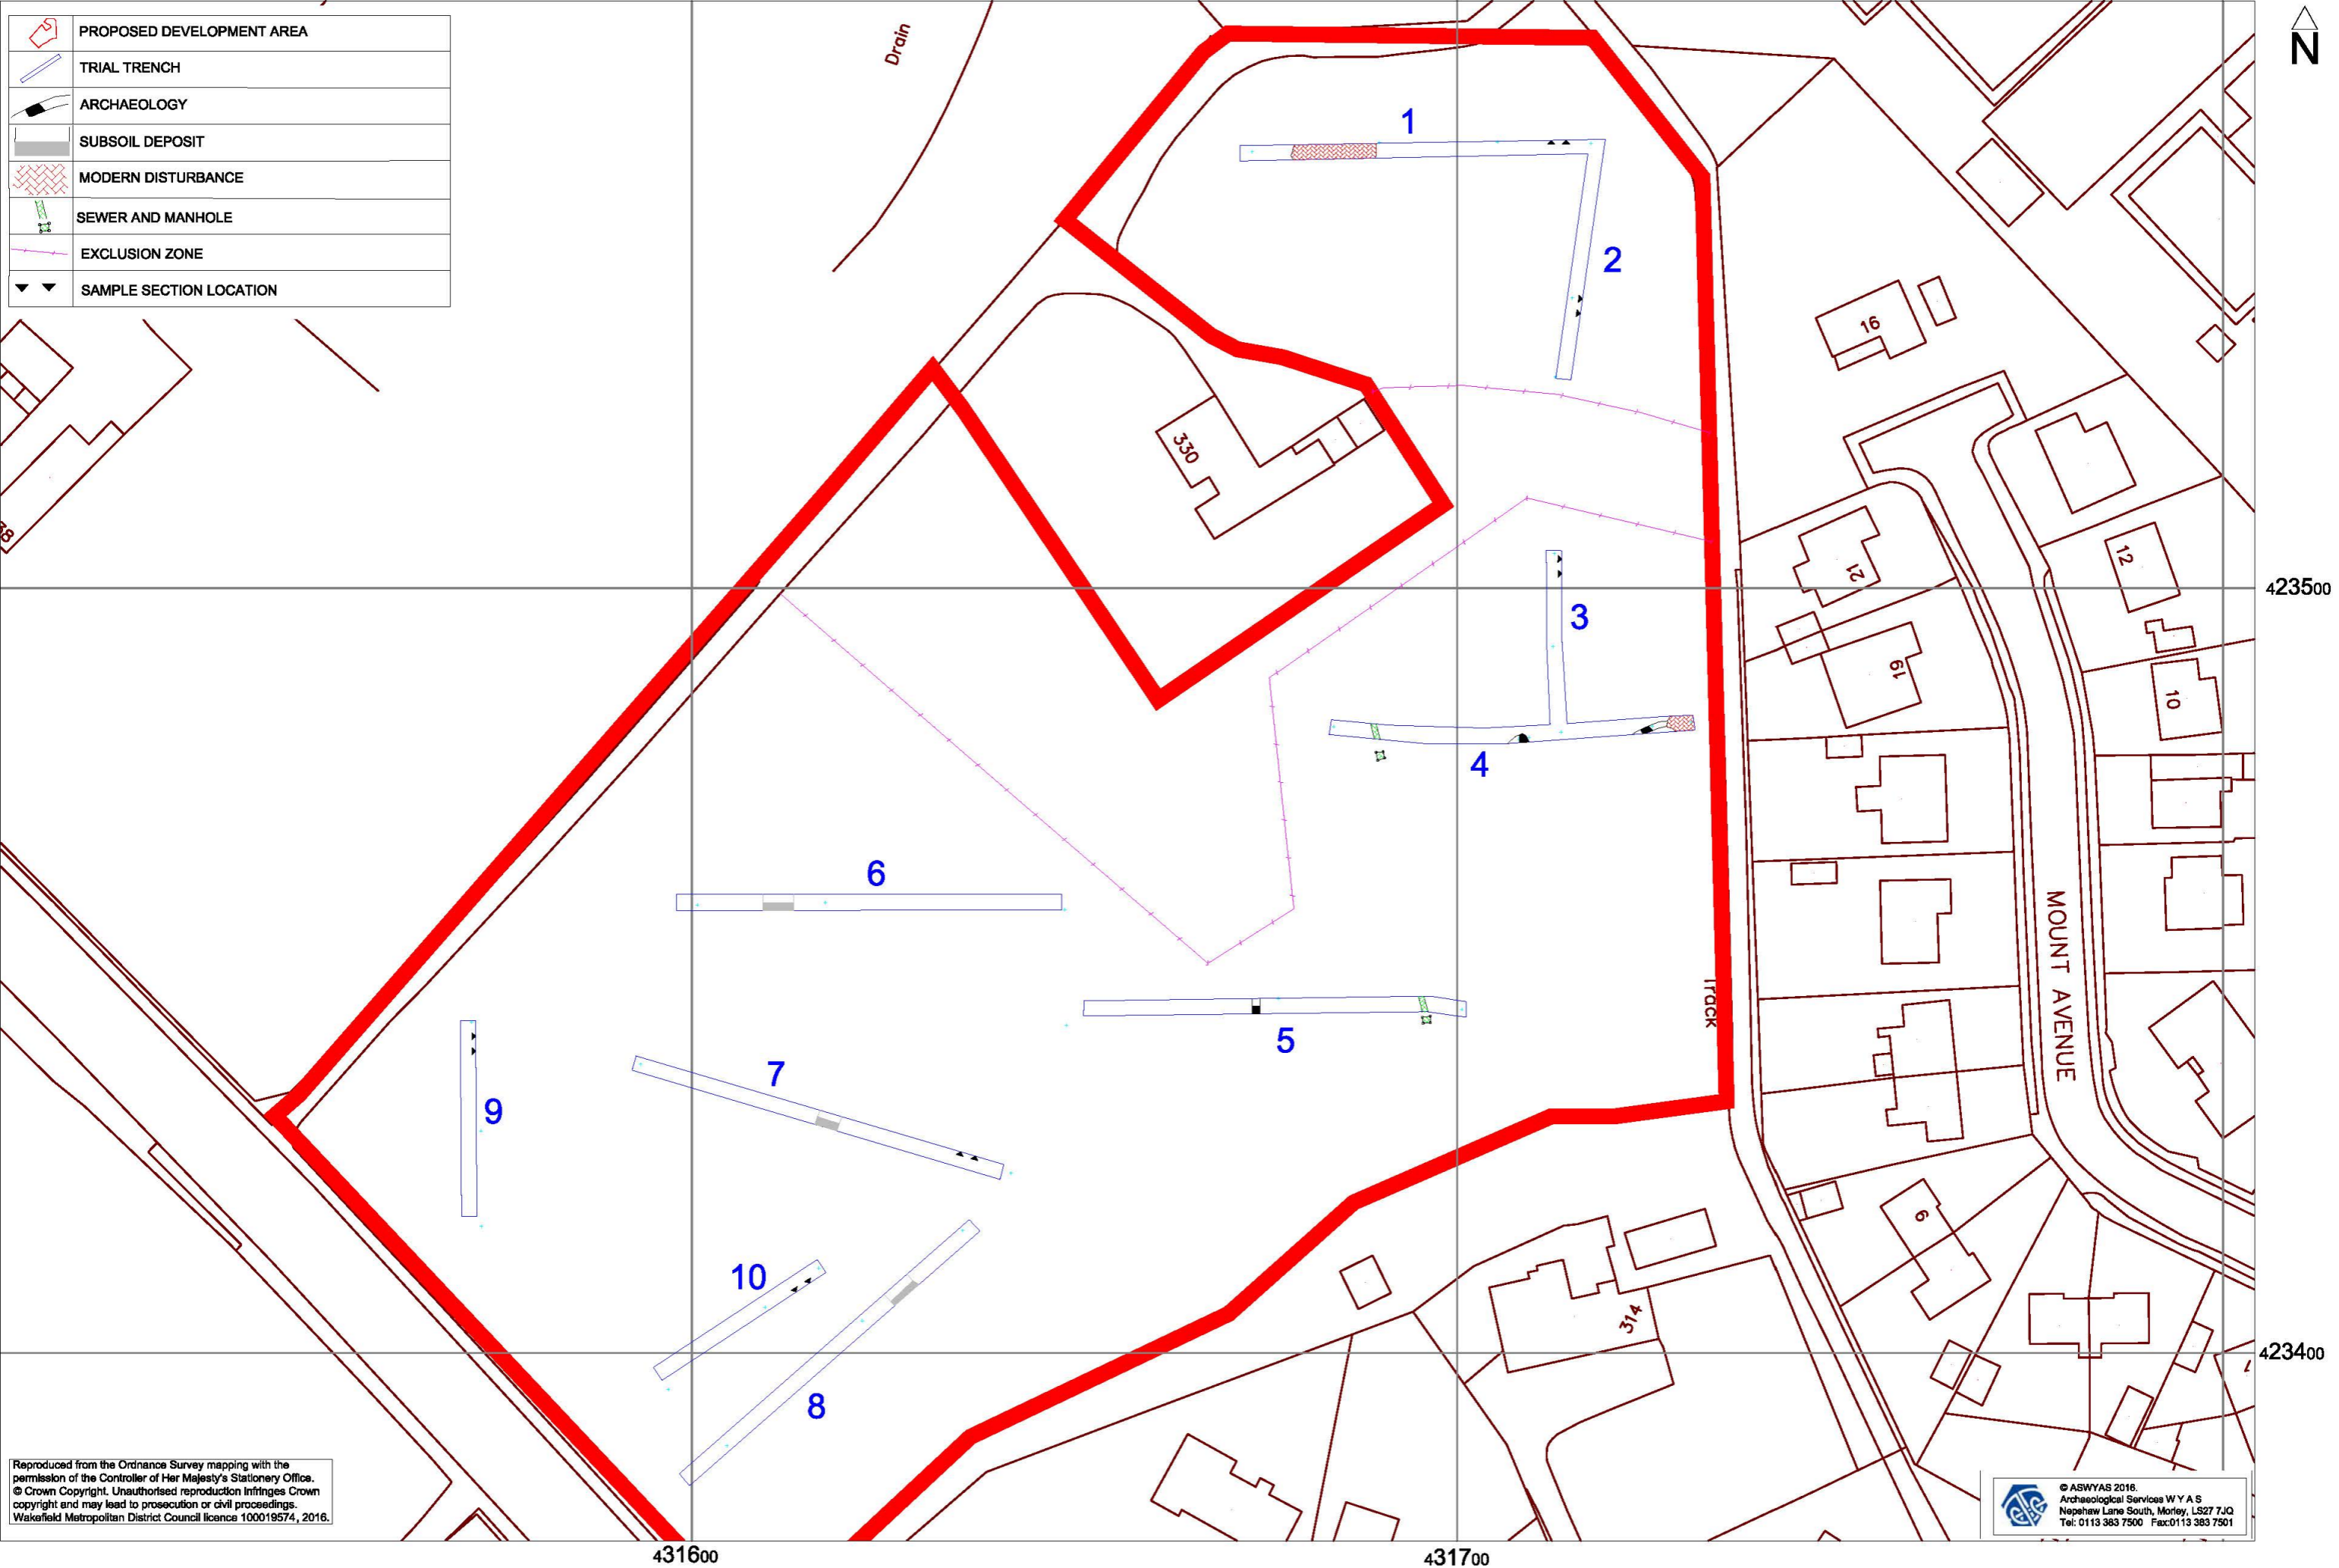 PROPOSED DEVELOPMENT AREA
TRIAL TRENCH
ARCHAEOLOGY
SUBSOIL DEPOSIT
MODERN DISTURBANCE
SEWER AND MANHOLE
EXCLUSION ZONE
SAMPLE SECTION LOCATION
Drain
N
1
2
16
330
38
12
21
423500
3
19
10
4
6
MOUNT AVENUE
Track
5
7
9
6
10
314
8
423400
Reproduced from the Ordnance Survey mapping with the
permission of the Controller of Her Majesty's Stationery Office.
© Crown Copyright. Unauthorised reproduction infringes Crown
copyright and may lead to prosecution or civil proceedings.
Wakefield Metropolitan District Council licence 100019574, 2016.
© ASWYAS 2016.
Archaeological Services W Y A S
Nepshaw Lane South, Morley, LS27 7JQ
Tel: 0113 383 7500 Fax:0113 383 7501
431600
431700